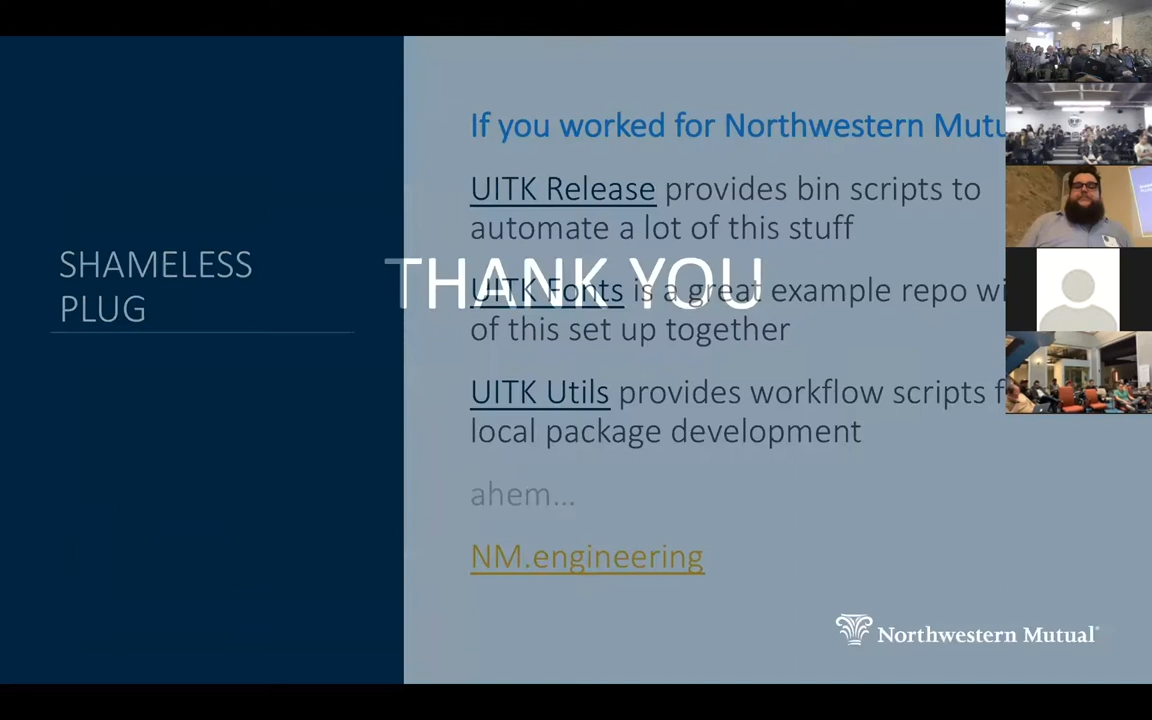 SHAMELESS
PLUG
THANK YOU
If you worked for Northwestern
UITK Release provides bin scripts to
automate a lot of this stuff
UITK Fonts is a great example repo
of this set up together
UITK Utils provides workflow scripts
local package development
ahem...
NM.engineering
Northwestern Mutual®